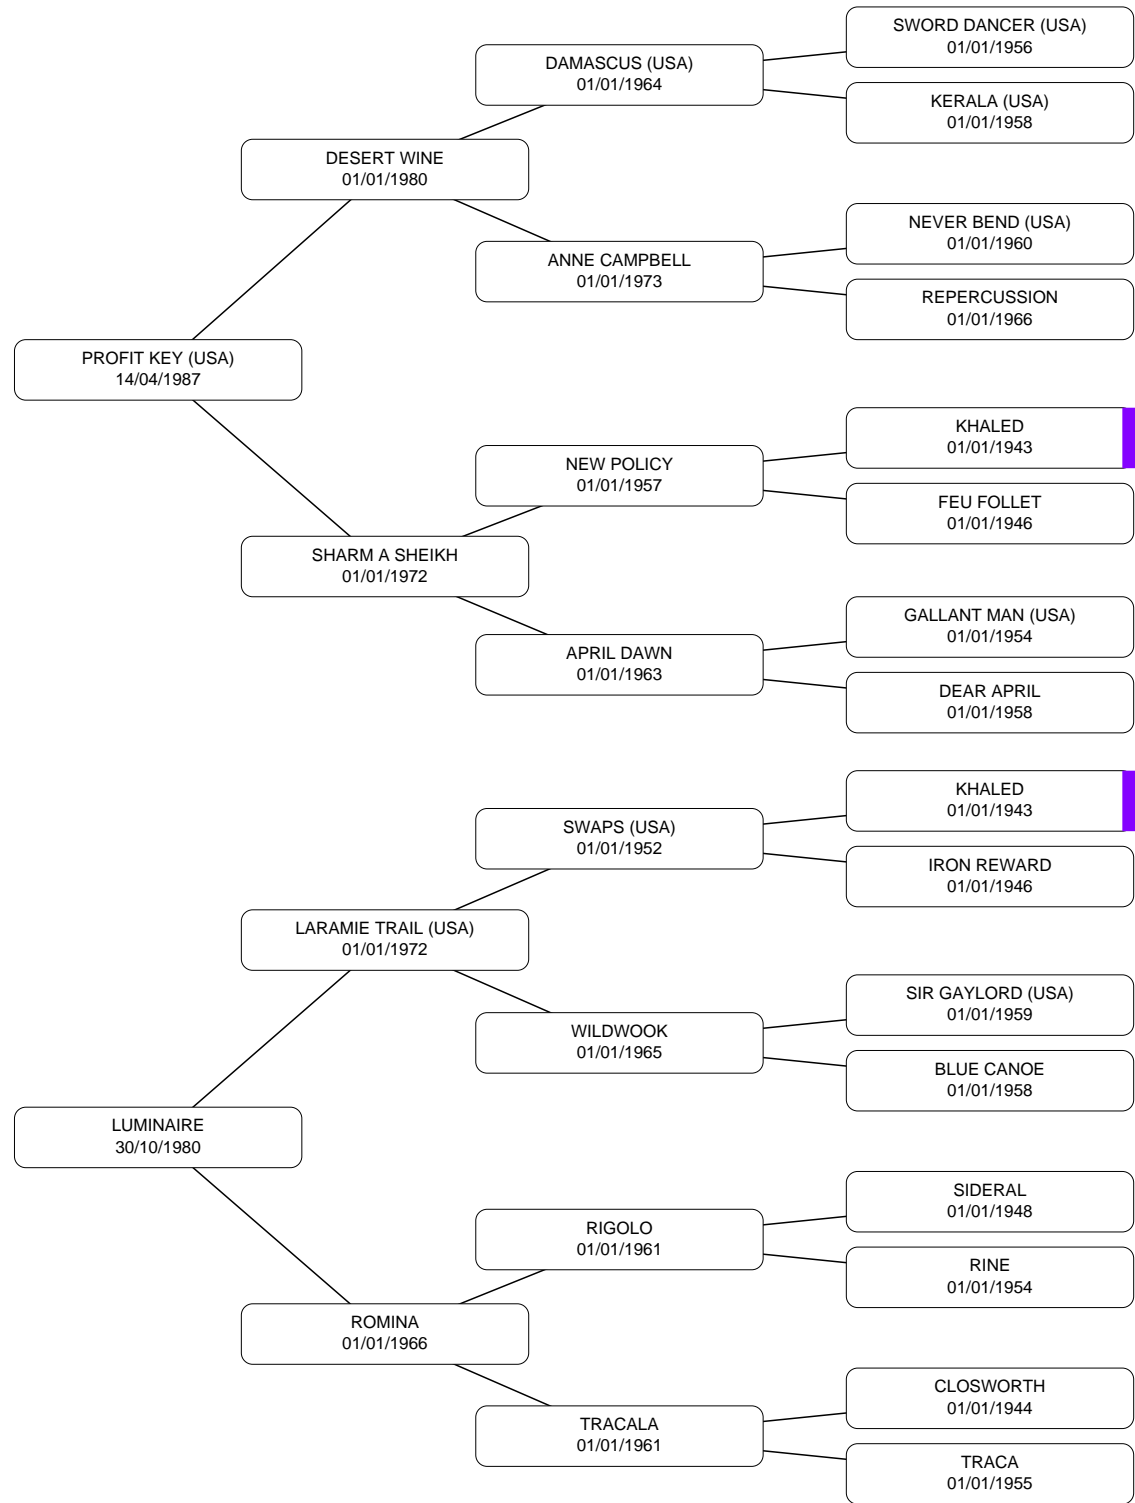 SWORD DANCER (USA)
01/01/1956
DAMASCUS (USA)
01/01/1964
KERALA (USA)
01/01/1958
DESERT WINE
01/01/1980
NEVER BEND (USA)
01/01/1960
ANNE CAMPBELL
01/01/1973
REPERCUSSION
01/01/1966
PROFIT KEY (USA)
14/04/1987
KHALED
01/01/1943
NEW POLICY
01/01/1957
FEU FOLLET
01/01/1946
SHARM A SHEIKH
01/01/1972
GALLANT MAN (USA)
01/01/1954
APRIL DAWN
01/01/1963
DEAR APRIL
01/01/1958
KHALED
01/01/1943
SWAPS (USA)
01/01/1952
IRON REWARD
01/01/1946
LARAMIE TRAIL (USA)
01/01/1972
SIR GAYLORD (USA)
01/01/1959
WILDWOOK
01/01/1965
BLUE CANOE
01/01/1958
LUMINAIRE
30/10/1980
SIDERAL
01/01/1948
RIGOLO
01/01/1961
RINE
01/01/1954
ROMINA
01/01/1966
CLOSWORTH
01/01/1944
TRACALA
01/01/1961
TRACA
01/01/1955